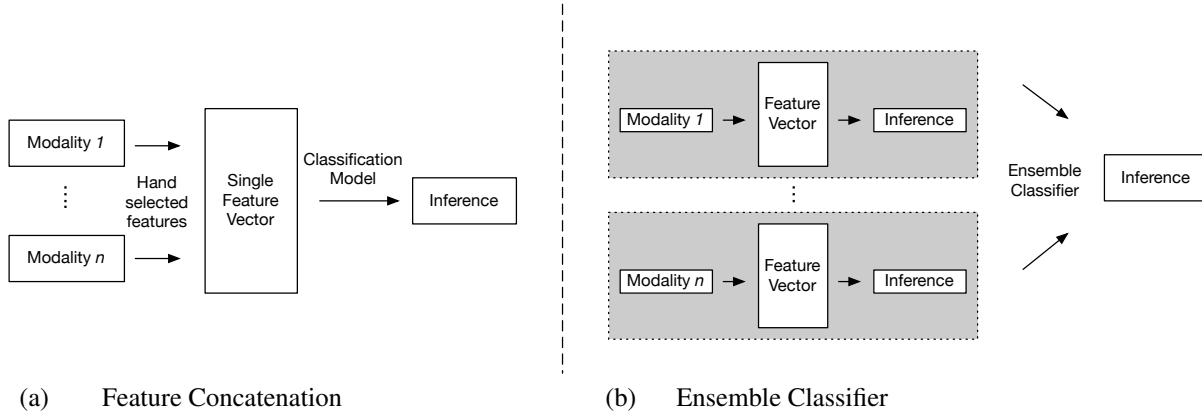 Modality 1
⋮
Modality n
Hand
selected
features
Single
Feature
Vector
Classification
Model
Inference
(a) Feature Concatenation
Modality 1
Feature
Vector
Inference
⋮
Modality n
Feature
Vector
Inference
Ensemble
Classifier
Inference
(b) Ensemble Classifier